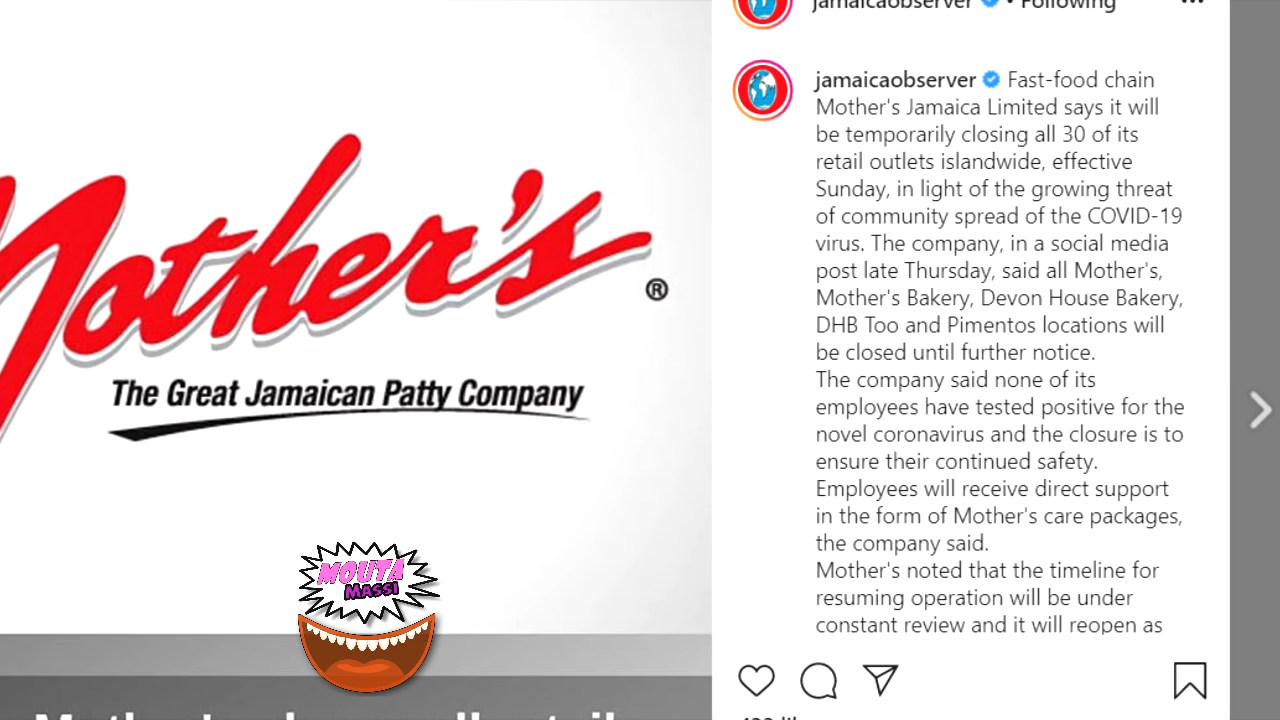 Mother's
®
The Great Jamaican Patty Company
MOUTA
MASSI
jamaicaobserver • Following
jamaicaobserver Fast-food chain
Mother's Jamaica Limited says it will
be temporarily closing all 30 of its
retail outlets islandwide, effective
Sunday, in light of the growing threat
of community spread of the COVID-19
virus. The company, in a social media
post late Thursday, said all Mother's,
Mother's Bakery, Devon House Bakery,
DHB Too and Pimentos locations will
be closed until further notice.
The company said none of its
employees have tested positive for the
novel coronavirus and the closure is to
ensure their continued safety.
Employees will receive direct support
in the form of Mother's care packages,
the company said.
Mother's noted that the timeline for
resuming operation will be under
constant review and it will reopen as